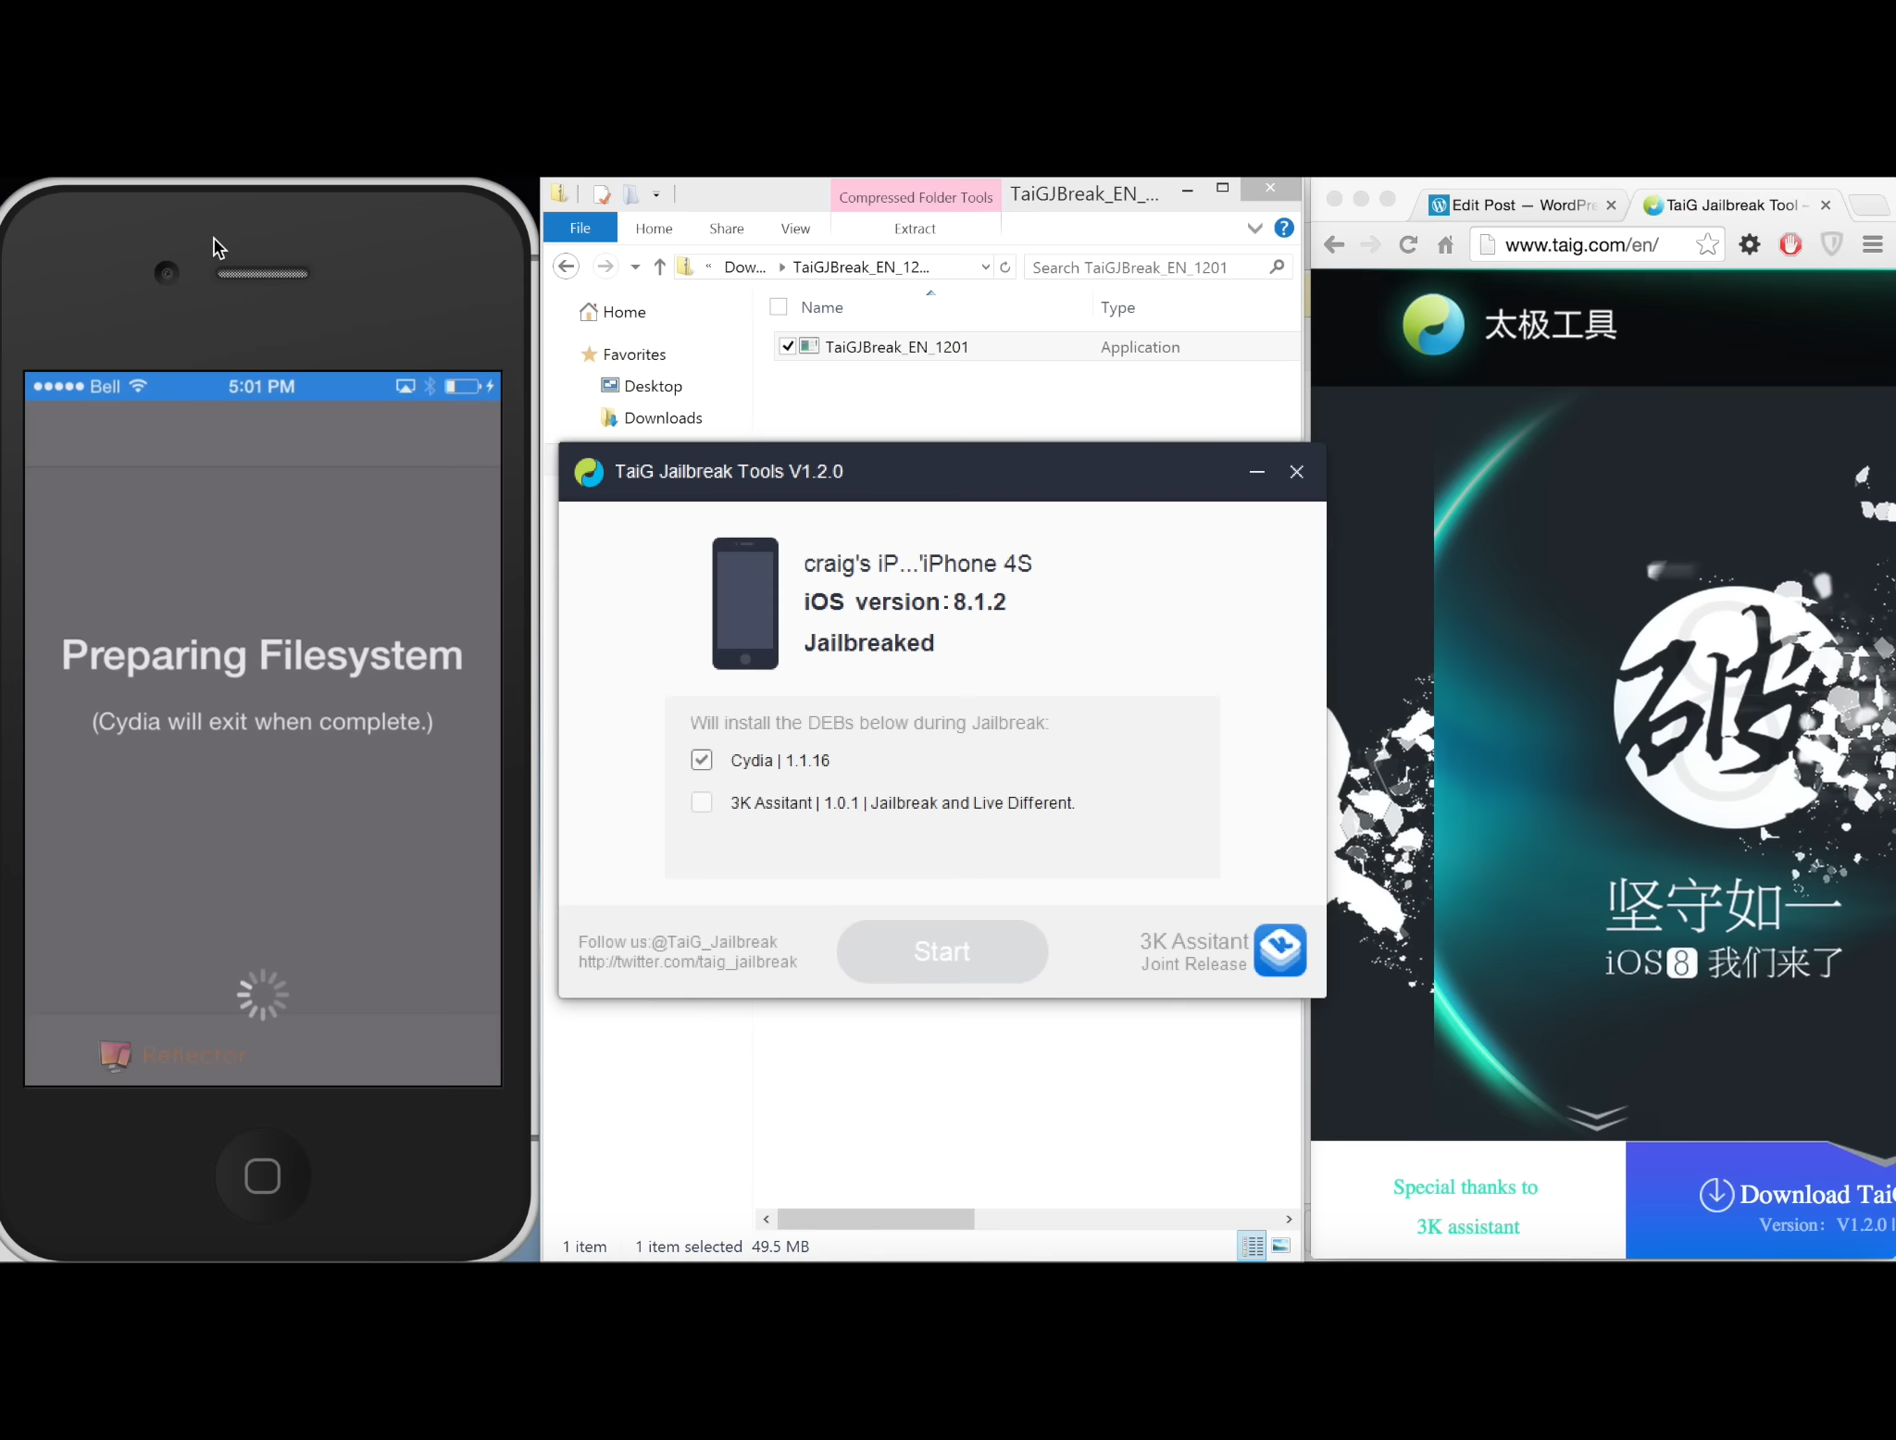 Bell
5:01 PM
Preparing Filesystem
(Cydia will exit when complete.)
Reflector
Compressed Folder Tools
TaiGJBreak_EN_...
File
Home
Share
View
Extract
« Dow... TaiGJBreak_EN_12...
Search TaiGJBreak_EN_1201
Home
Favorites
Desktop
Downloads
Name
Type
TaiGJBreak_EN_1201
Application
TaiG Jailbreak Tools V1.2.0
craig's iP...'iPhone 4S
iOS version:8.1.2
Jailbreaked
Will install the DEBs below during Jailbreak:
Cydia | 1.1.16
3K Assitant | 1.0.1 | Jailbreak and Live Different.
Follow us:@TaiG_Jailbreak
http://twitter.com/taig_jailbreak
Start
3K Assitant
Joint Release
1 item
1 item selected 49.5 MB
Edit Post — WordPre
TaiG Jailbreak Tool -
www.taig.com/en/
太极工具
破
坚守如一
iOS8 我们来了
Special thanks to
3K assistant
Download TaiG
Version: V1.2.0 |